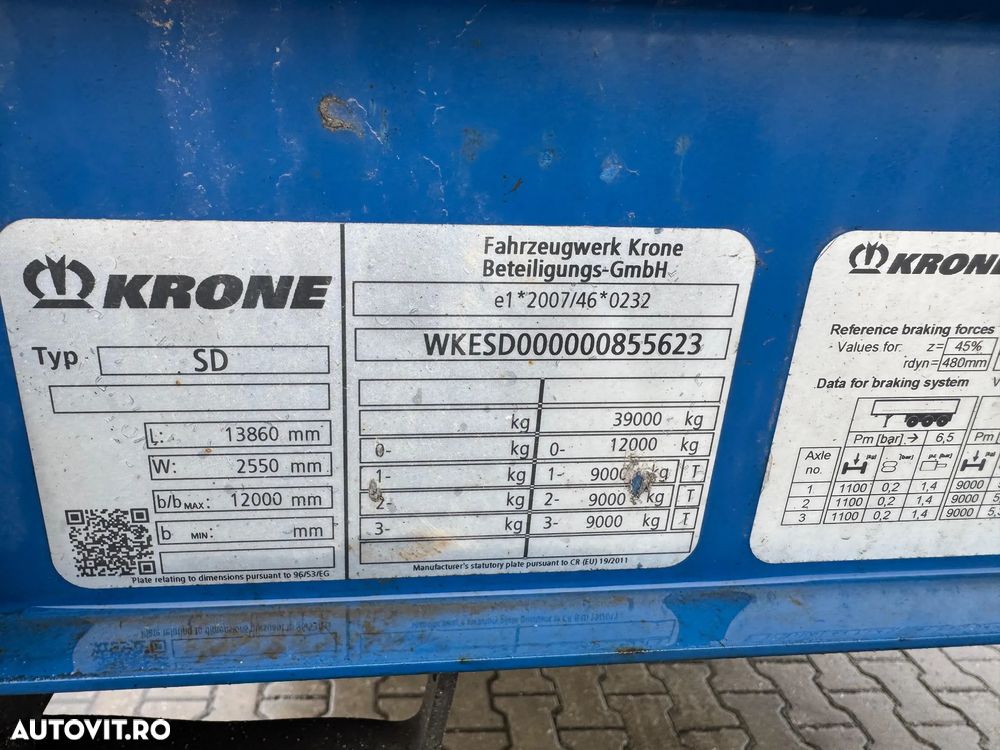 KRONE
Typ SD
L: 13860 mm
W: 2550 mm
b/b MAX: 12000 mm
b MIN: mm
Plate relating to dimensions pursuant to 96/53/EG
Fahrzeugwerk Krone
Beteiligungs-GmbH
e1*2007/46*0232
WKESD000000855623
kg 39000 kg
0- kg 0- 12000 kg
1- kg 1- 9000 kg T
2- kg 2- 9000 kg T
3- kg 3- 9000 kg T
Manufacturer's statutory plate pursuant to CR (EU) 19/2011
KRONE
Reference braking forces
Values for: z= 45%
rdyn= 480mm
Data for braking system V
Pm [bar] → 6,5 Pm
Axle
no.
1 1100 0,2 1,4 9000
2 1100 0,2 1,4 9000
3 1100 0,2 1,4 9000
AUTOVIT.RO